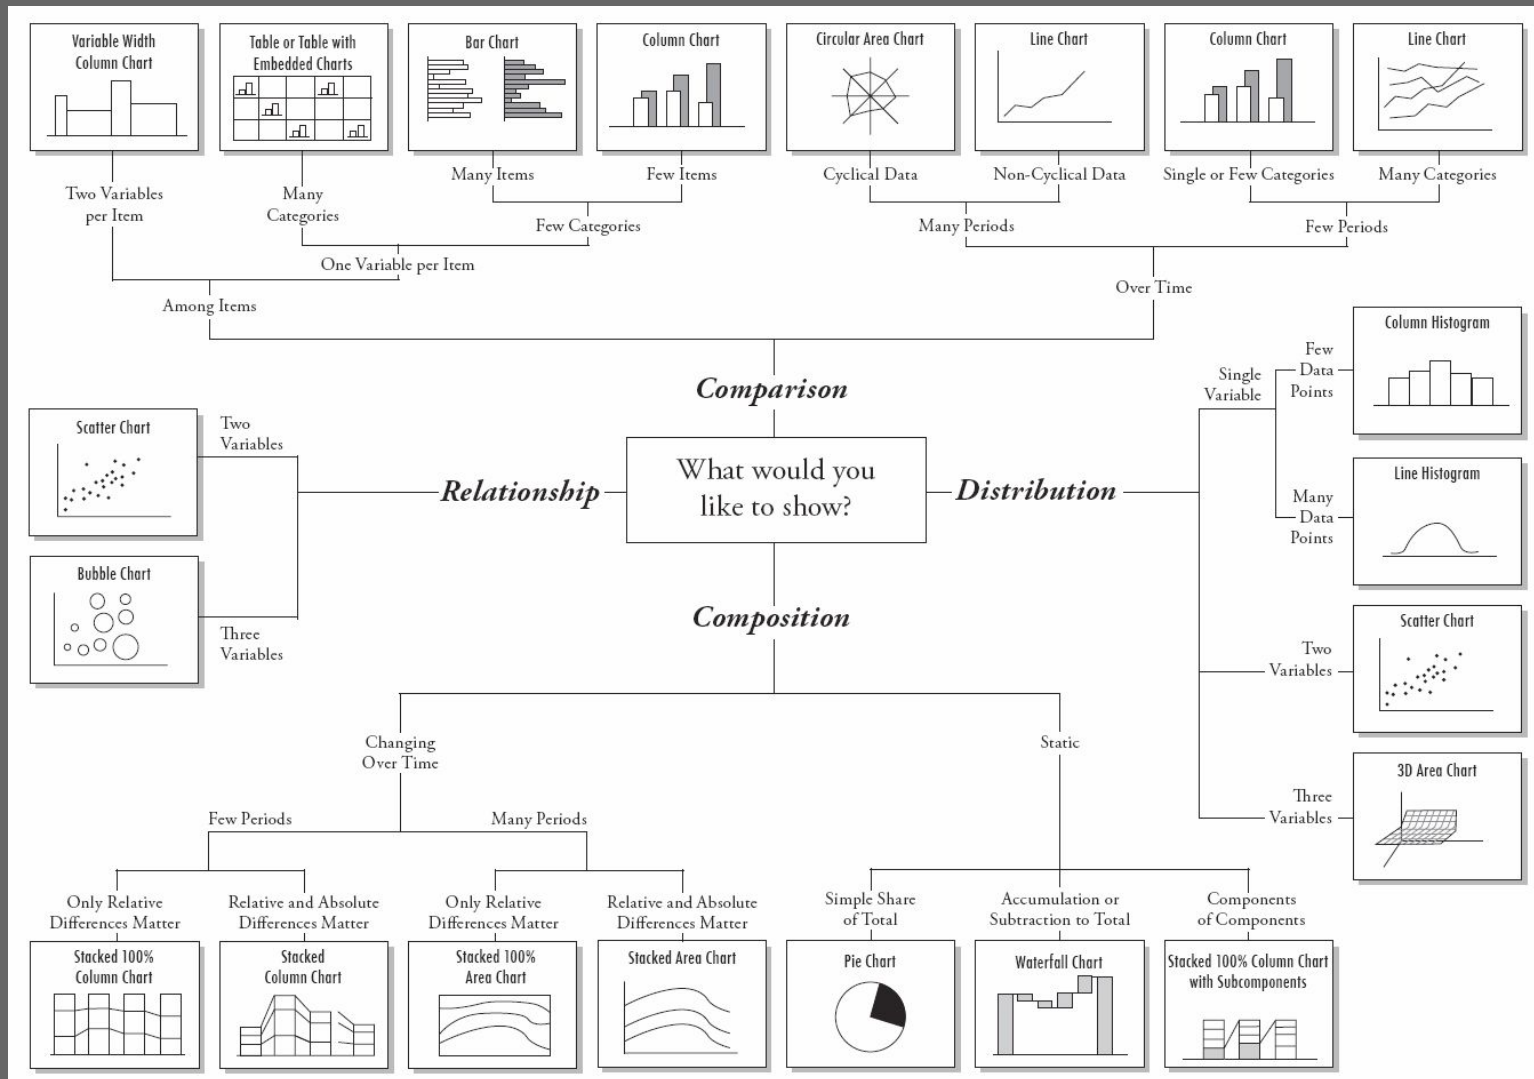 Variable Width
Column Chart
Table or Table with
Embedded Charts
Bar Chart
Column Chart
Circular Area Chart
Line Chart
Column Chart
Line Chart
Two Variables
per Item
Many
Categories
Many Items
Few Items
Cyclical Data
Non-Cyclical Data
Single or Few Categories
Many Categories
Few Categories
Many Periods
Few Periods
One Variable per Item
Among Items
Over Time
Comparison
What would you
like to show?
Relationship
Two
Variables
Scatter Chart
Three
Variables
Bubble Chart
Distribution
Single
Variable
Few
Data
Points
Column Histogram
Many
Data
Points
Line Histogram
Two
Variables
Scatter Chart
Three
Variables
3D Area Chart
Composition
Changing
Over Time
Static
Few Periods
Many Periods
Only Relative
Differences Matter
Relative and Absolute
Differences Matter
Only Relative
Differences Matter
Relative and Absolute
Differences Matter
Simple Share
of Total
Accumulation or
Subtraction to Total
Components
of Components
Stacked 100%
Column Chart
Stacked
Column Chart
Stacked 100%
Area Chart
Stacked Area Chart
Pie Chart
Waterfall Chart
Stacked 100% Column Chart
with Subcomponents